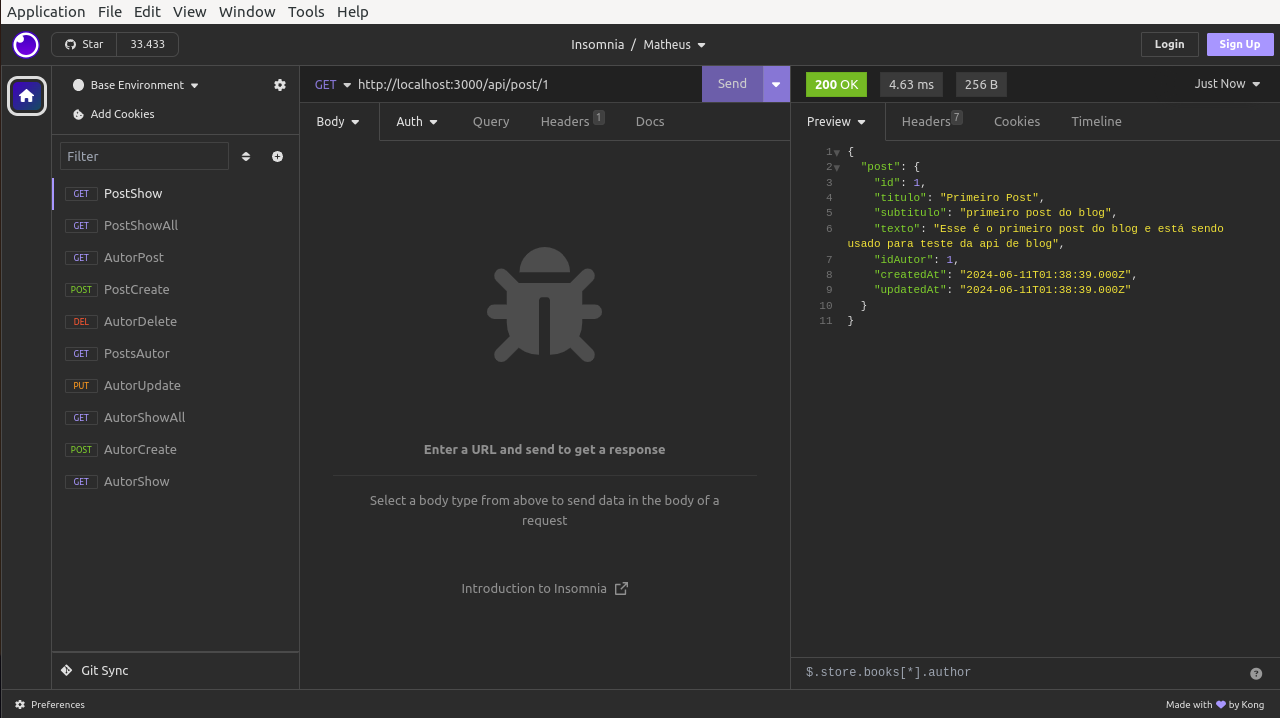 Application File Edit View Window Tools Help
Star 33.433
Insomnia / Matheus
Login Sign Up
Base Environment
Add Cookies
Filter
GET PostShow
GET PostShowAll
GET AutorPost
POST PostCreate
DEL AutorDelete
GET PostsAutor
PUT AutorUpdate
GET AutorShowAll
POST AutorCreate
GET AutorShow
Git Sync
GET http://localhost:3000/api/post/1 Send
Body Auth Query Headers 1 Docs
Enter a URL and send to get a response
Select a body type from above to send data in the body of a
request
Introduction to Insomnia
200 OK 4.63 ms 256 B Just Now
Preview Headers 7 Cookies Timeline
1 {
2 "post": {
3 "id": 1,
4 "titulo": "Primeiro Post",
5 "subtitulo": "primeiro post do blog",
6 "texto": "Esse é o primeiro post do blog e está sendo
usado para teste da api de blog",
7 "idAutor": 1,
8 "createdAt": "2024-06-11T01:38:39.000Z",
9 "updatedAt": "2024-06-11T01:38:39.000Z"
10 }
11 }
$.store.books[*].author
?
Preferences
Made with 💜 by Kong